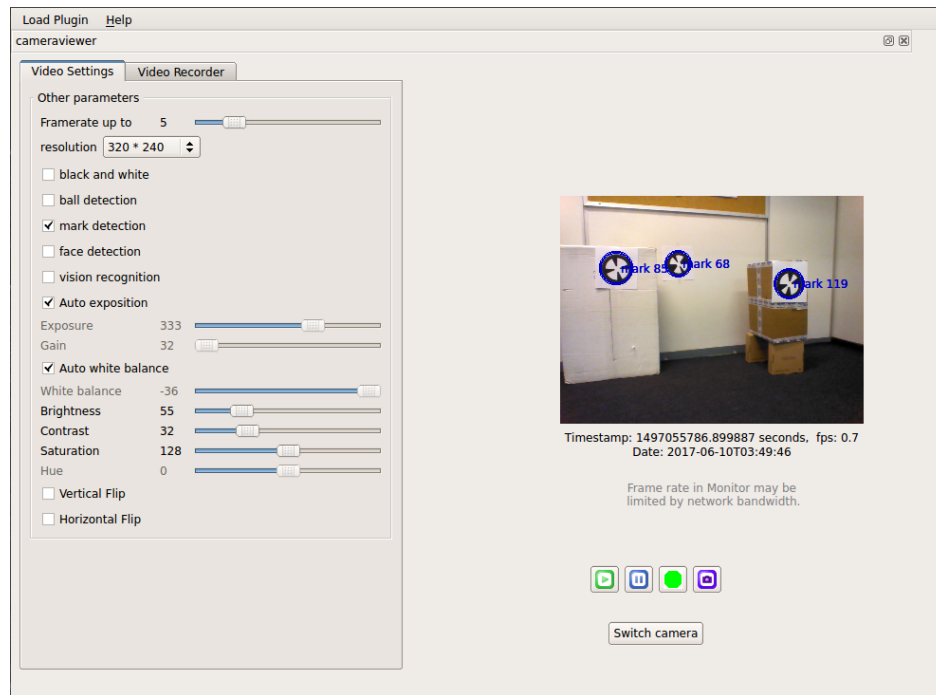 Load Plugin Help
cameraviewer
Video Settings Video Recorder
Other parameters
Framerate up to 5
resolution 320 * 240
black and white
ball detection
mark detection
face detection
vision recognition
Auto exposition
Exposure 333
Gain 32
Auto white balance
White balance -36
Brightness 55
Contrast 32
Saturation 128
Hue 0
Vertical Flip
Horizontal Flip
mark 85
mark 68
mark 119
Timestamp: 1497055786.899887 seconds, fps: 0.7
Date: 2017-06-10T03:49:46
Frame rate in Monitor may be
limited by network bandwidth.
Switch camera